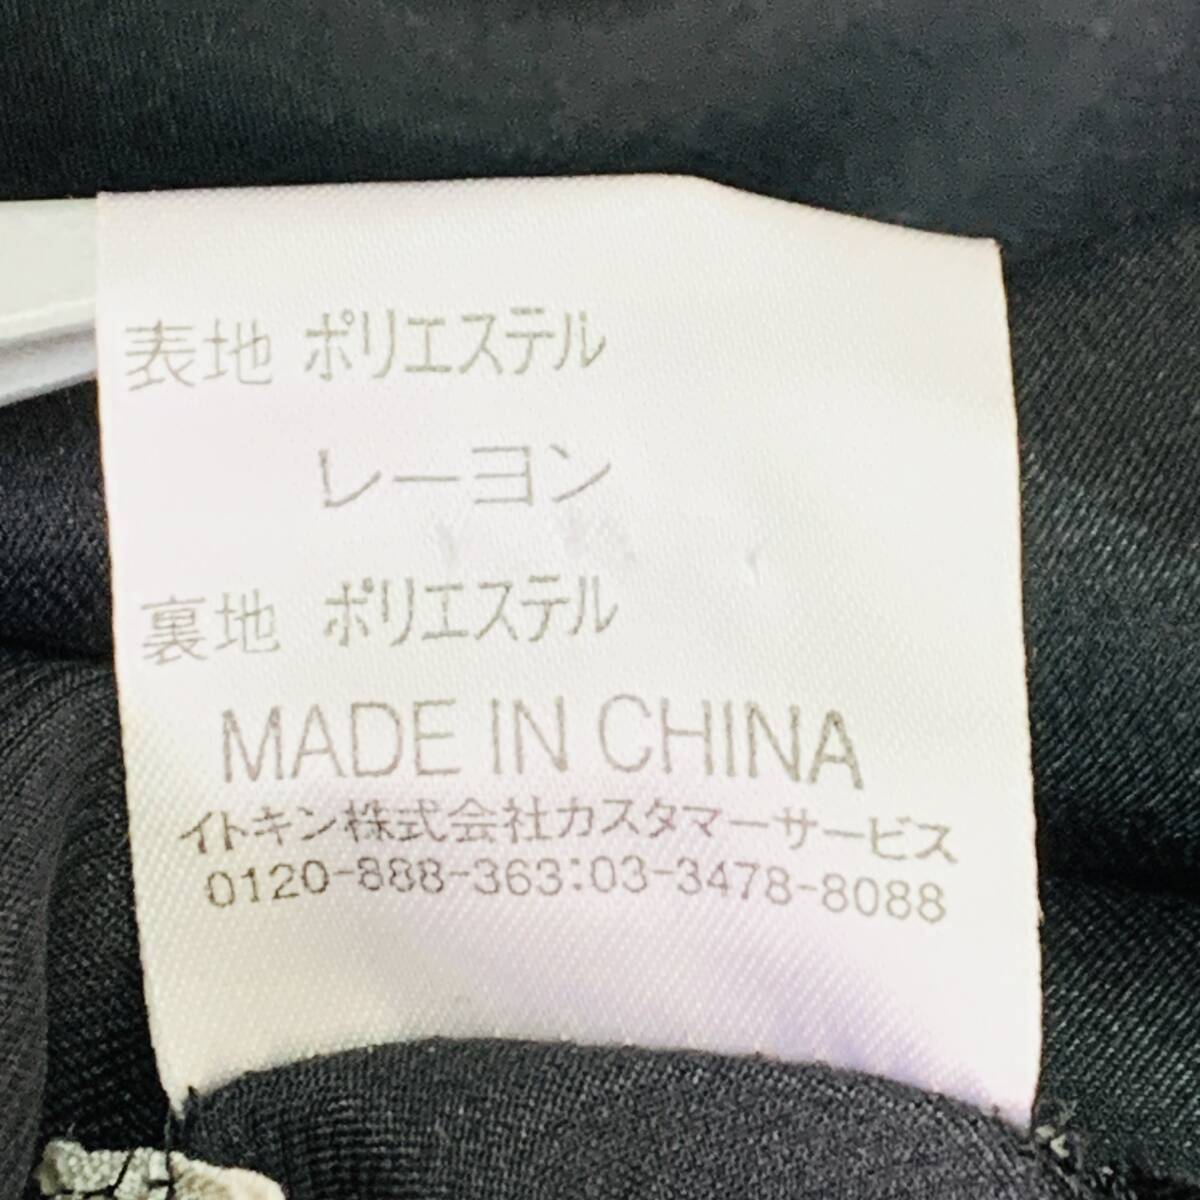 表地 ポリエステル
レーヨン
裏地 ポリエステル
MADE IN CHINA
イトキン株式会社カスタマーサービス
0120-888-363:03-3478-8088